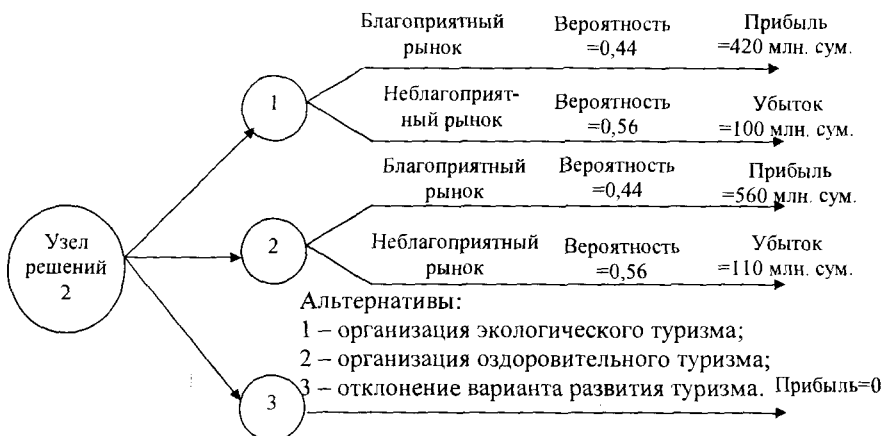 Благоприятный Вероятность Прибыль
рынок =0,44 =420 млн. сум.
1
Неблагоприят- Вероятность Убыток
ный рынок =0,56 =100 млн. сум.
Благоприятный Вероятность Прибыль
рынок =0,44 =560 млн. сум.
Узел
решений
2
2
Неблагоприятный Вероятность Убыток
рынок =0,56 =110 млн. сум.
Альтернативы:
1 – организация экологического туризма;
2 – организация оздоровительного туризма;
3 – отклонение варианта развития туризма. Прибыль=0
3